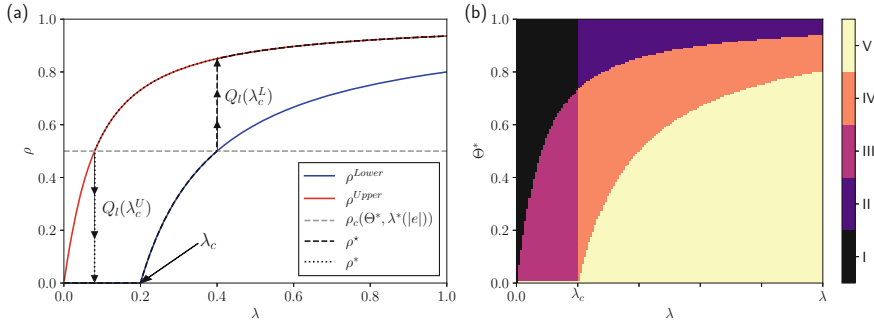 (a)
1.0
0.8
0.6
0.4
0.2
0.0
ρ
Q_l(λ_c^L)
Q_l(λ_c^U)
λ_c
ρ^{Lower}
ρ^{Upper}
ρ_c(Θ*, λ*(|e|))
ρ^⋆
ρ^*
0.0 0.2 0.4 0.6 0.8 1.0
λ
(b)
1.0
0.8
0.6
0.4
0.2
0.0
Θ*
0.0 λ_c λ
λ
V
IV
III
II
I